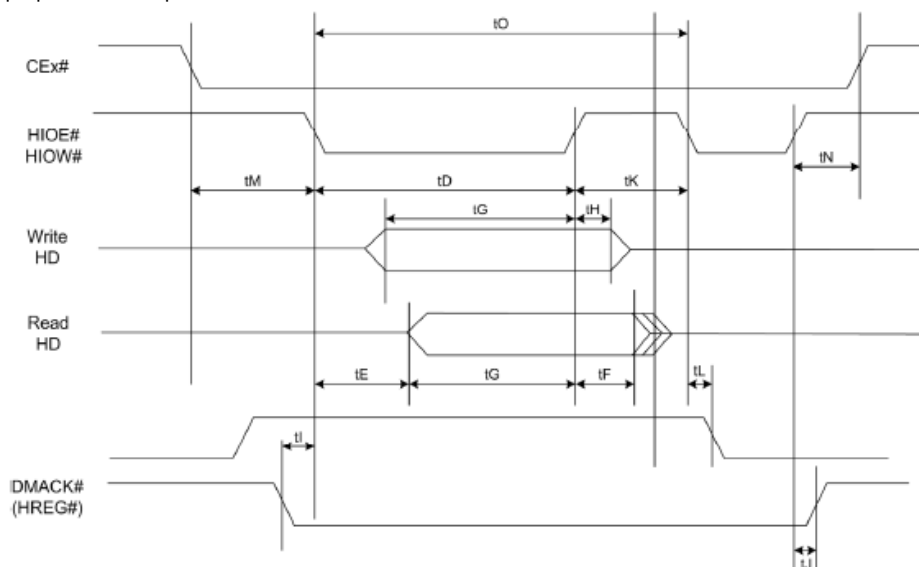 tO
CEx#
HIOE#
HIOW#
tN
tM
tD
tK
tG
tH
Write
HD
Read
HD
tE
tG
tF
tL
tI
DMACK#
(HREG#)